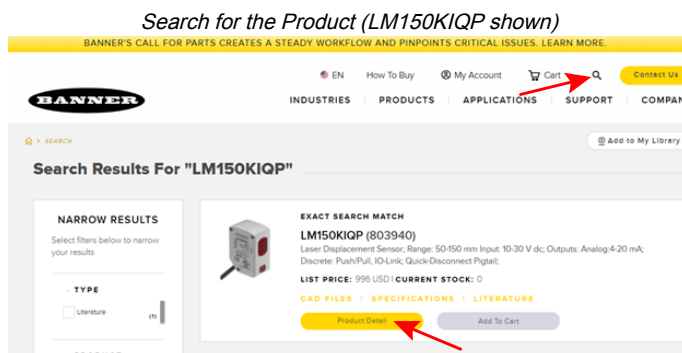 Search for the Product (LM150KIQP shown)
BANNER'S CALL FOR PARTS CREATES A STEADY WORKFLOW AND PINPOINTS CRITICAL ISSUES. LEARN MORE.
EN How To Buy My Account Cart Contact Us
BANNER
INDUSTRIES PRODUCTS APPLICATIONS SUPPORT COMPAN
> SEARCH
Add to My Library
Search Results For "LM150KIQP"
NARROW RESULTS
Select filters below to narrow
your results
- TYPE
Literature (1)
EXACT SEARCH MATCH
LM150KIQP (803940)
Laser Displacement Sensor; Range: 50-150 mm Input: 10-30 V dc; Outputs: Analog:4-20 mA;
Discrete: Push/Pull, IO-Link; Quick-Disconnect Pigtail;
LIST PRICE: 996 USD | CURRENT STOCK: 0
CAD FILES | SPECIFICATIONS | LITERATURE
Product Detail Add To Cart